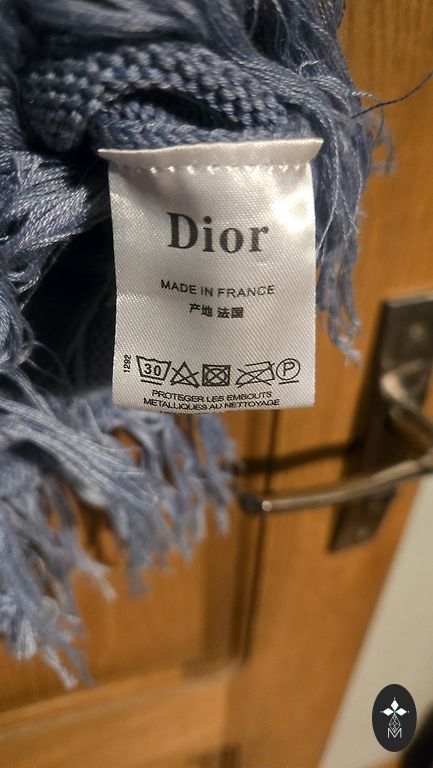 Dior
MADE IN FRANCE
产地 法国
1292
30
P
PROTEGER LES EMBOUTS
METALLIQUES AU NETTOYAGE
M